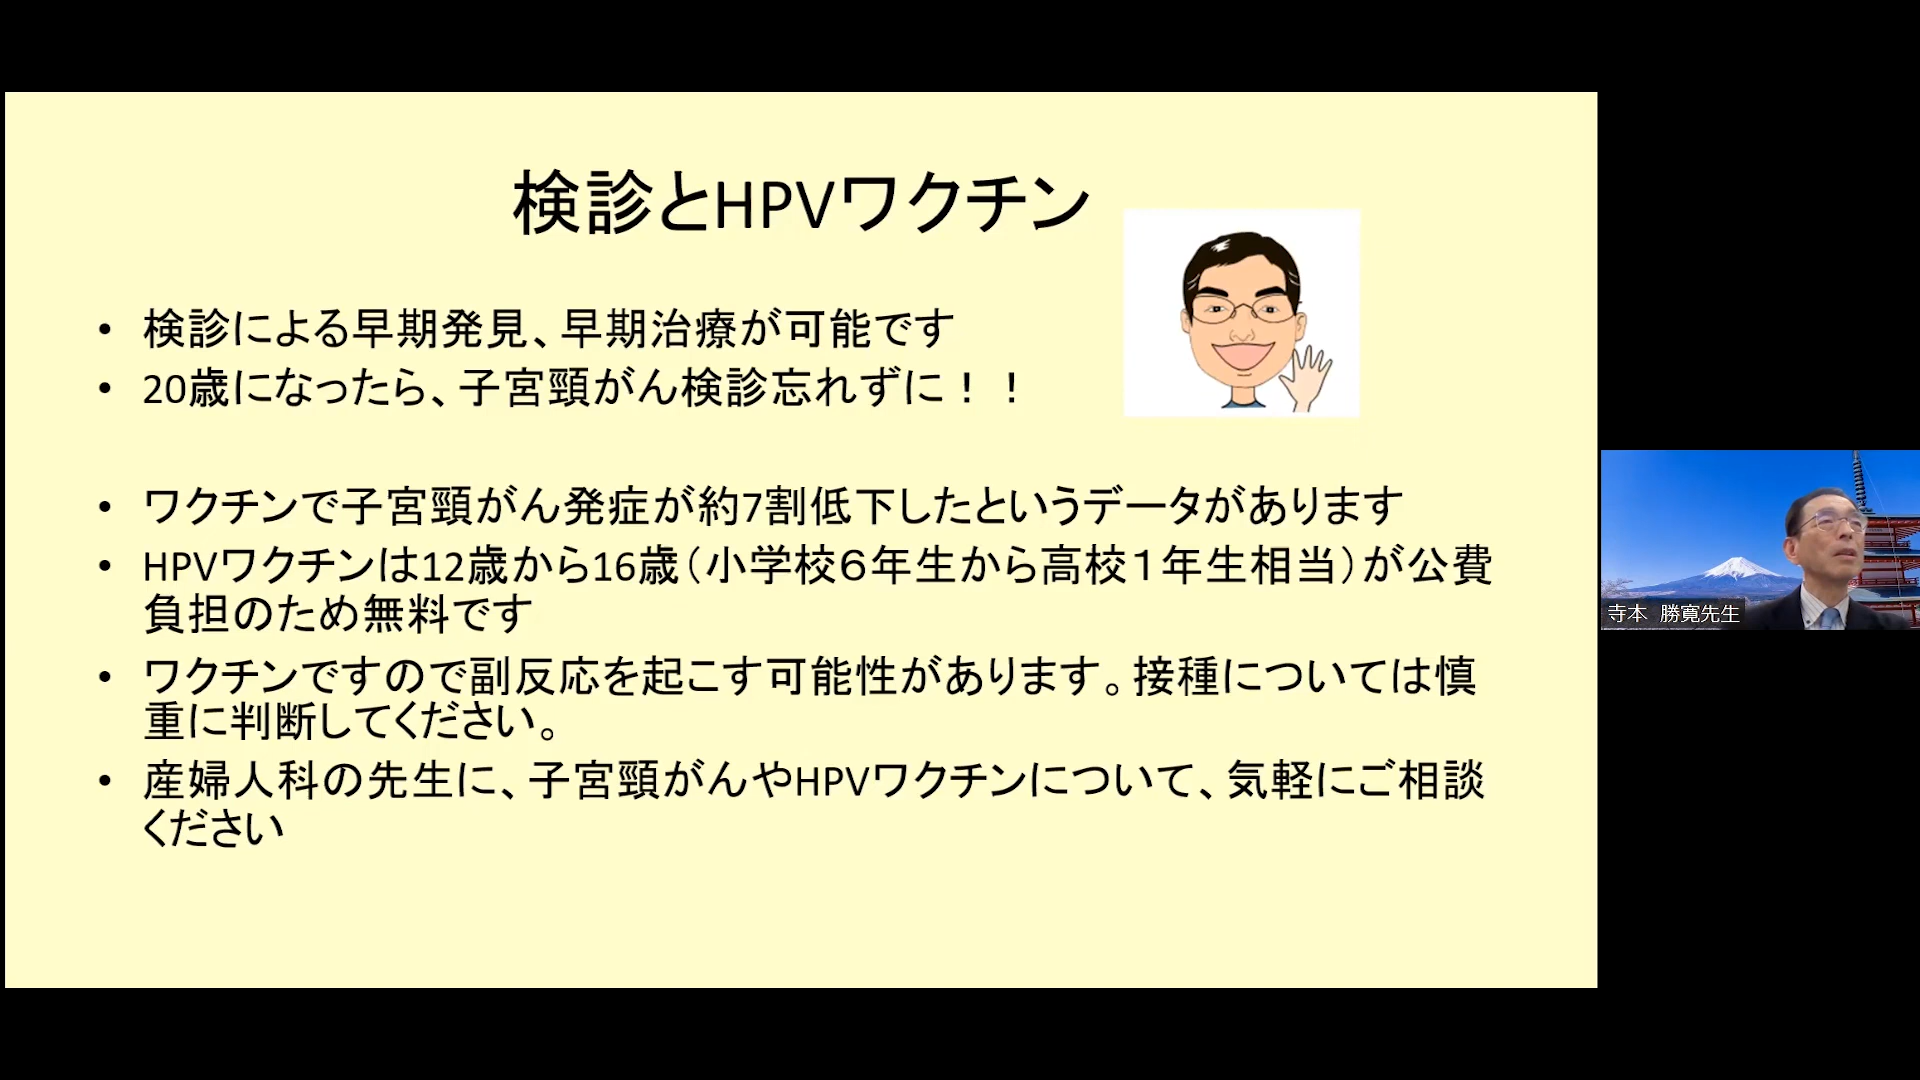 検診とHPVワクチン
• 検診による早期発見、早期治療が可能です
• 20歳になったら、子宮頸がん検診忘れずに！！
• ワクチンで子宮頸がん発症が約7割低下したというデータがあります
• HPVワクチンは12歳から16歳（小学校６年生から高校１年生相当）が公費
負担のため無料です
• ワクチンですので副反応を起こす可能性があります。接種については慎
重に判断してください。
• 産婦人科の先生に、子宮頸がんやHPVワクチンについて、気軽にご相談
ください
寺本　勝寛先生